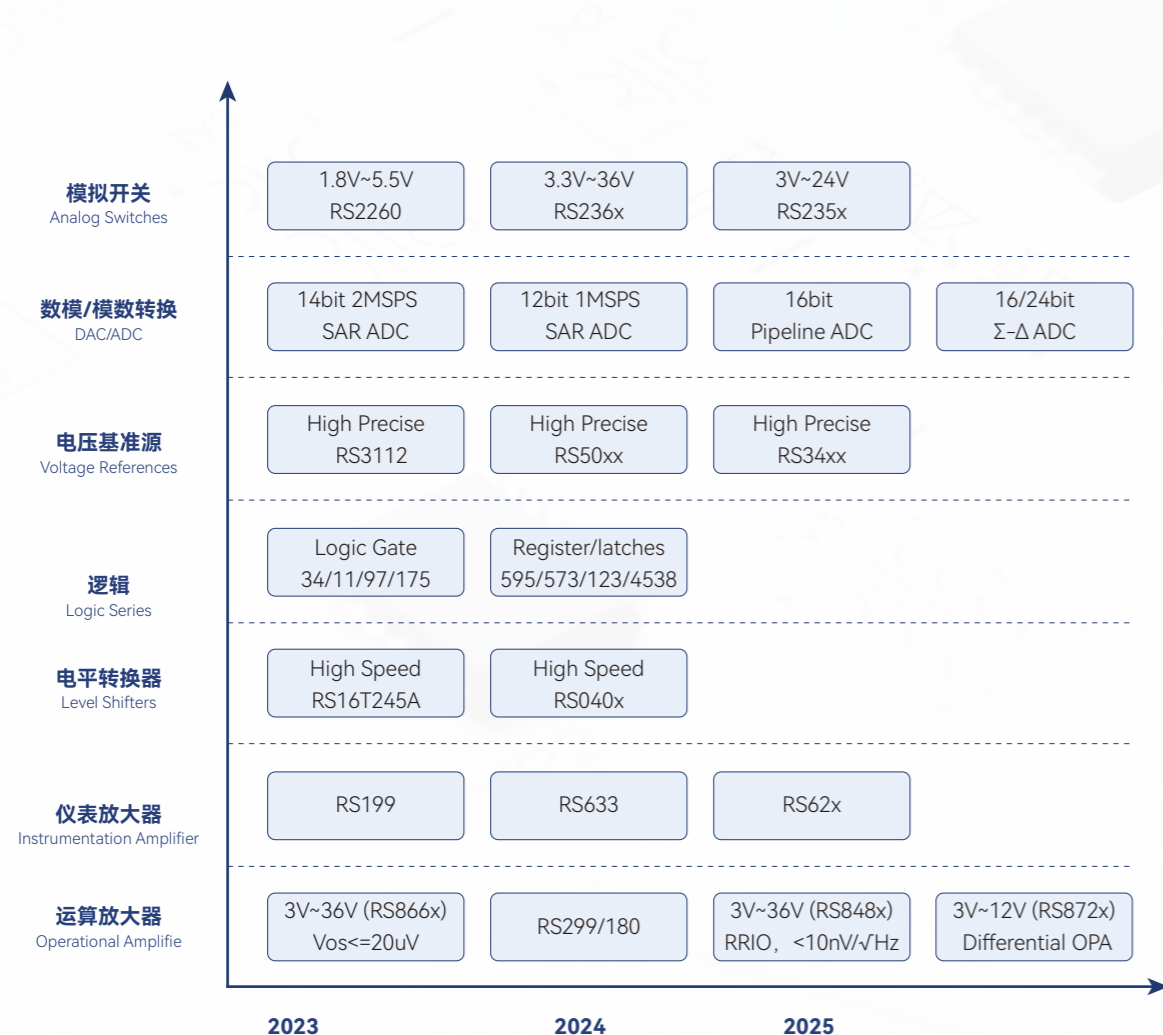 模拟开关
Analog Switches
1.8V~5.5V
RS2260
3.3V~36V
RS236x
3V~24V
RS235x
数模/模数转换
DAC/ADC
14bit 2MSPS
SAR ADC
12bit 1MSPS
SAR ADC
16bit
Pipeline ADC
16/24bit
Σ-Δ ADC
电压基准源
Voltage References
High Precise
RS3112
High Precise
RS50xx
High Precise
RS34xx
逻辑
Logic Series
Logic Gate
34/11/97/175
Register/latches
595/573/123/4538
电平转换器
Level Shifters
High Speed
RS16T245A
High Speed
RS040x
仪表放大器
Instrumentation Amplifier
RS199
RS633
RS62x
运算放大器
Operational Amplifie
3V~36V (RS866x)
Vos<=20uV
RS299/180
3V~36V (RS848x)
RRIO，<10nV/√Hz
3V~12V (RS872x)
Differential OPA
2023
2024
2025